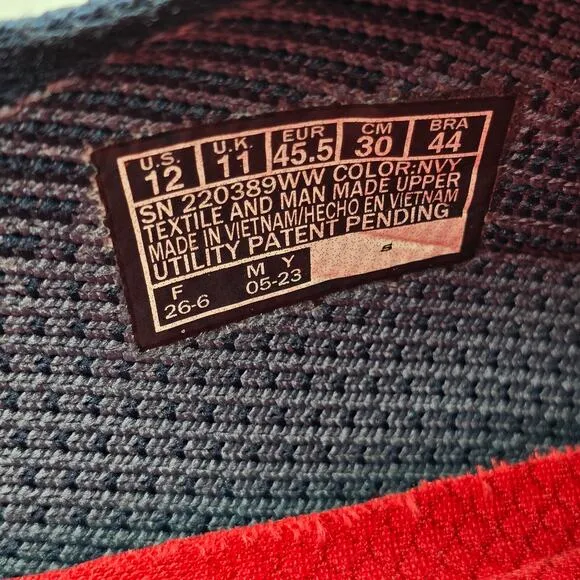 U.S. U.K. EUR CM BRA
12 11 45.5 30 44
SN 220389WW COLOR:NVY
TEXTILE AND MAN MADE UPPER
MADE IN VIETNAM/HECHO EN VIETNAM
UTILITY PATENT PENDING
F M Y
26-6 05-23